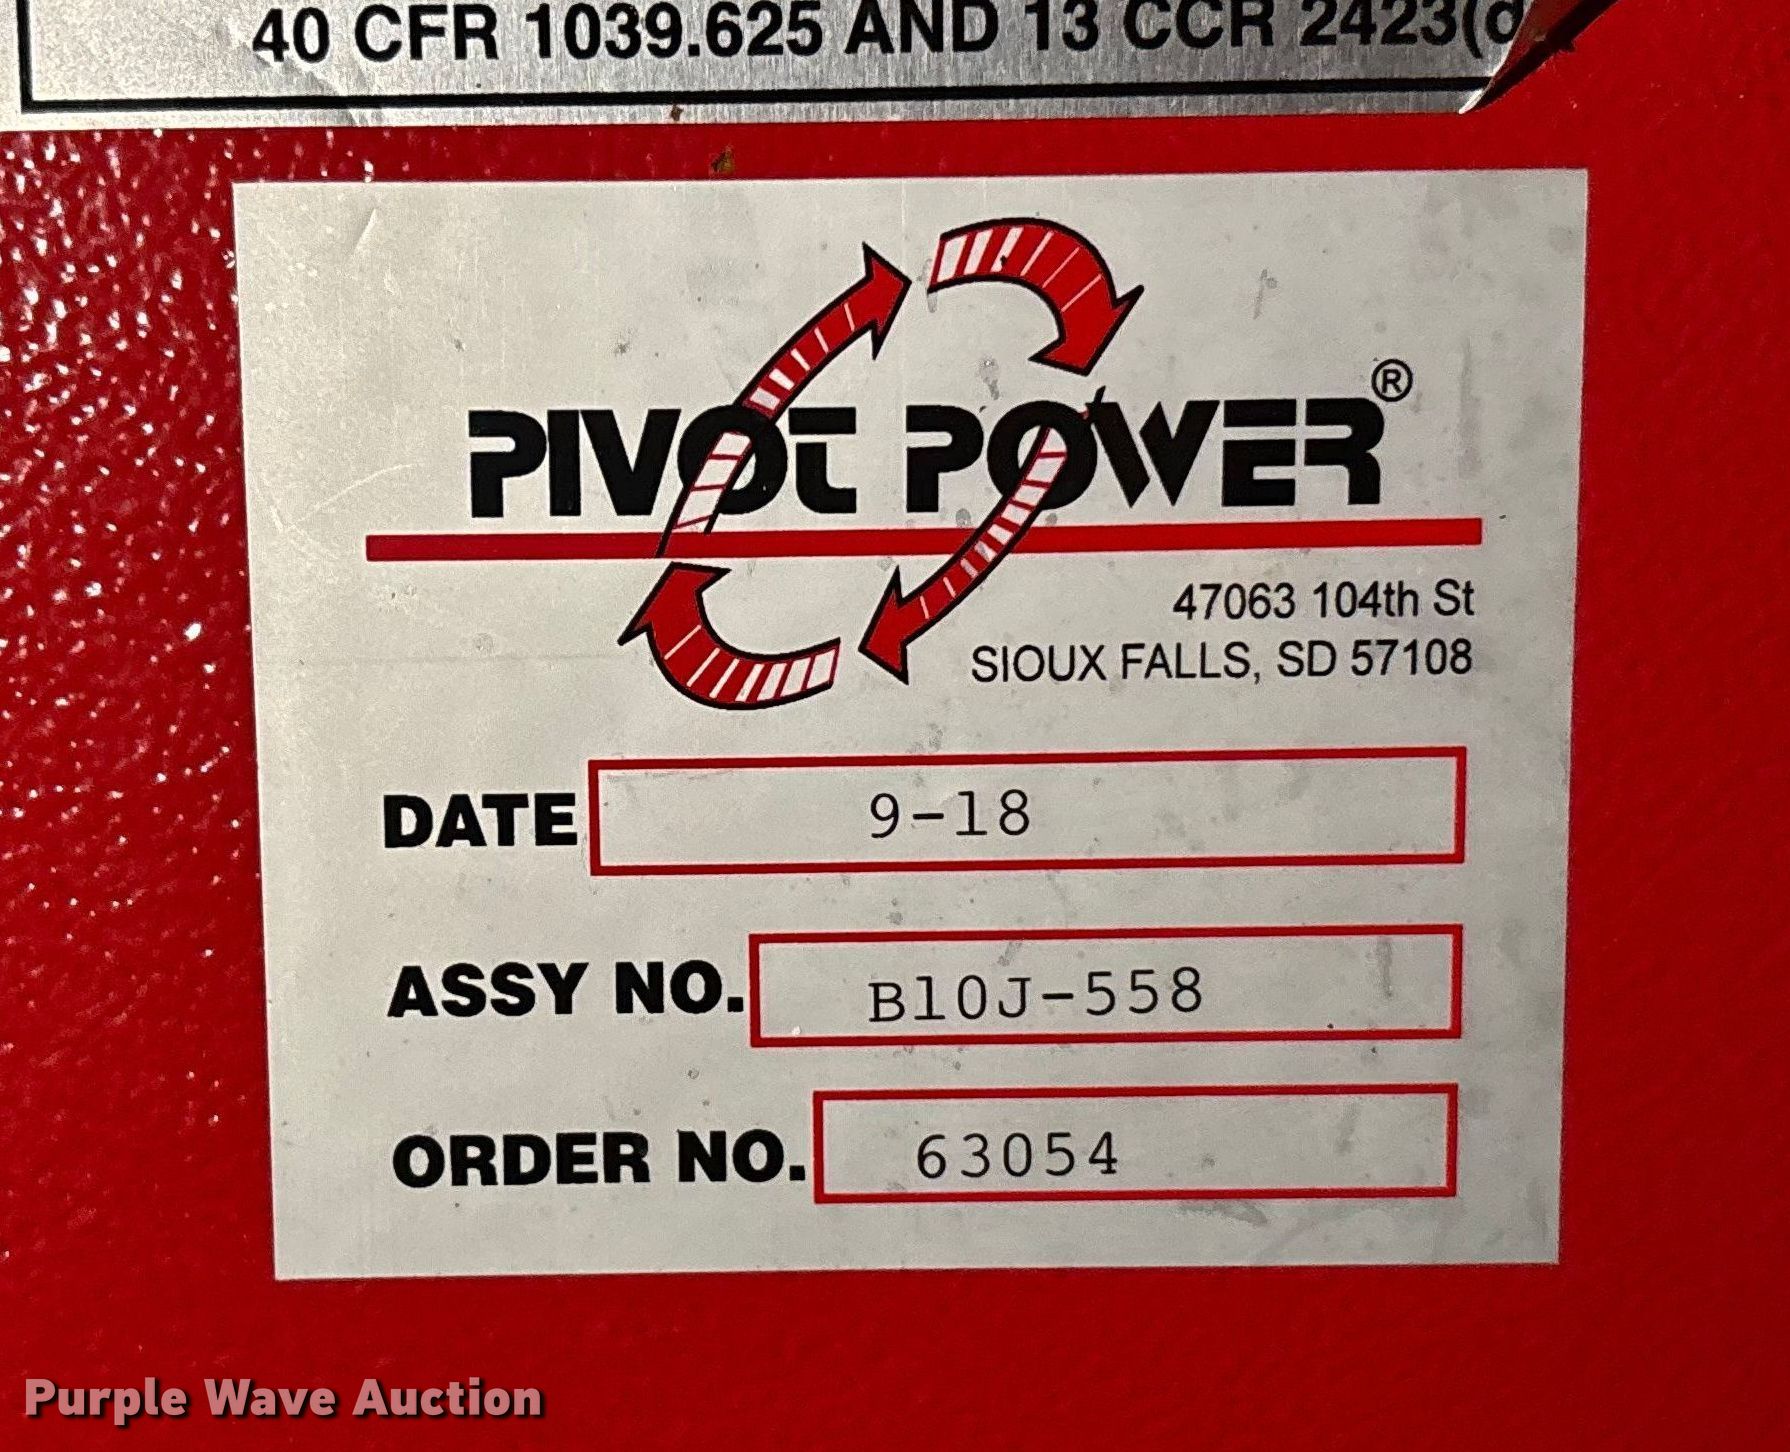 40 CFR 1039.625 AND 13 CCR 2423(d
PIVOT POWER®
47063 104th St
SIOUX FALLS, SD 57108
DATE 9-18
ASSY NO. B10J-558
ORDER NO. 63054
Purple Wave Auction